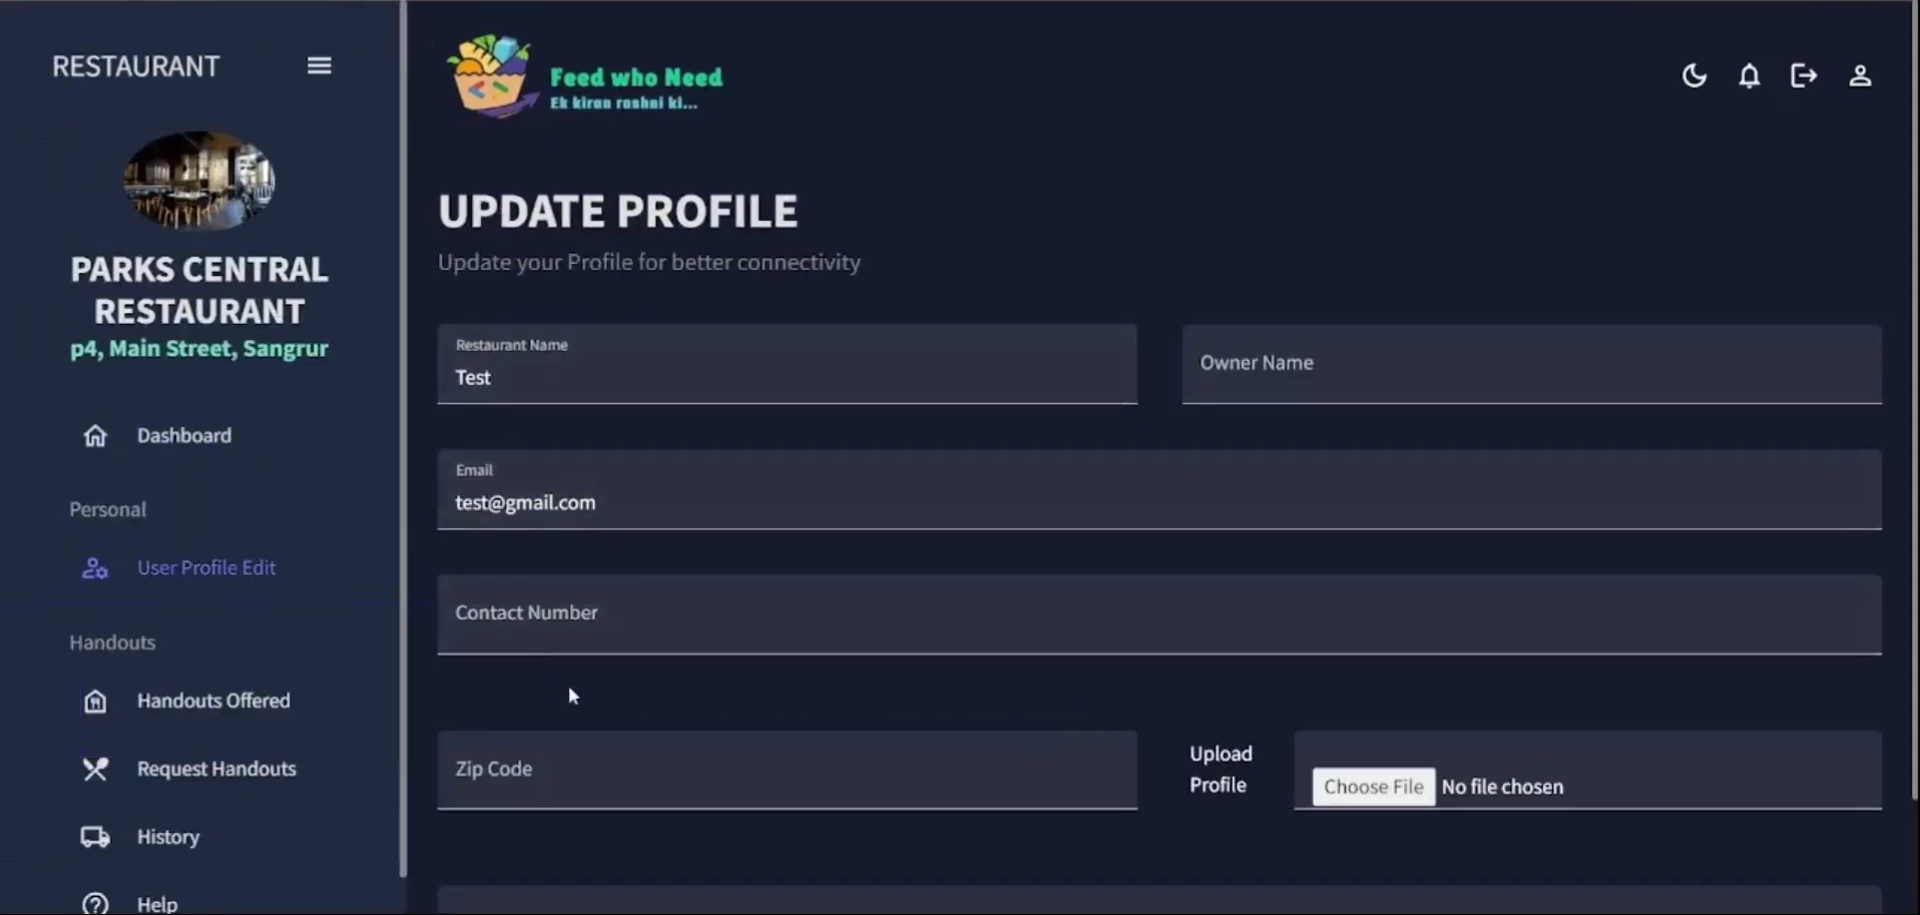 RESTAURANT
PARKS CENTRAL
RESTAURANT
p4, Main Street, Sangrur
Dashboard
Personal
User Profile Edit
Handouts
Handouts Offered
Request Handouts
History
Help
Feed who Need
Ek kiran roshni ki...
UPDATE PROFILE
Update your Profile for better connectivity
Restaurant Name
Test
Owner Name
Email
test@gmail.com
Contact Number
Zip Code
Upload
Profile
Choose File No file chosen